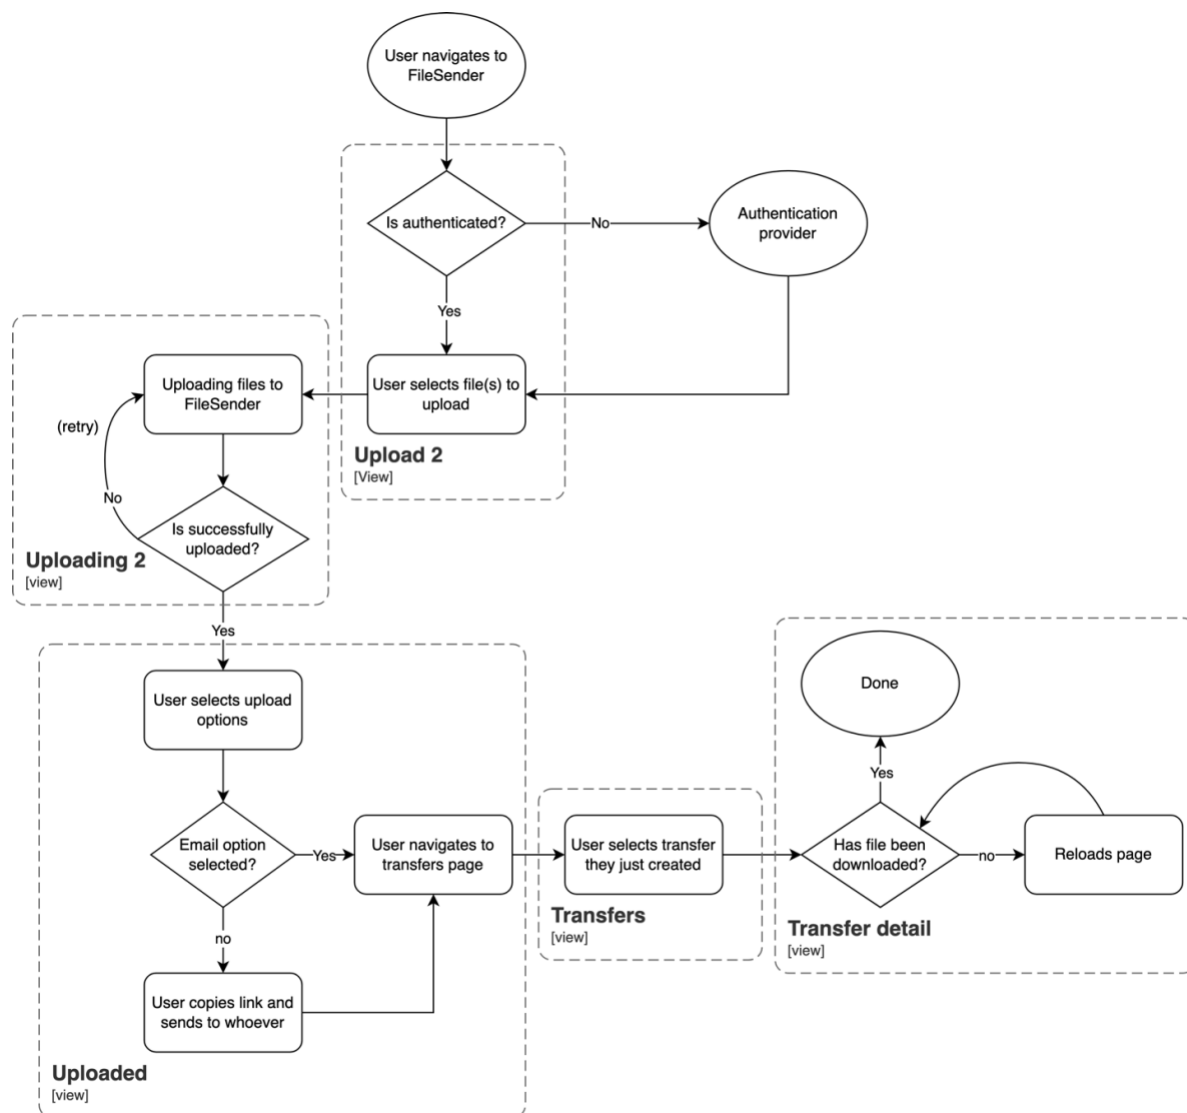 User navigates to
FileSender
Is authenticated?
No
Authentication
provider
Yes
User selects file(s) to
upload
Upload 2
[View]
Uploading files to
FileSender
(retry)
No
Is successfully
uploaded?
Uploading 2
[view]
Yes
User selects upload
options
Email option
selected?
Yes
User navigates to
transfers page
no
User copies link and
sends to whoever
Uploaded
[view]
User selects transfer
they just created
Transfers
[view]
Done
Yes
Has file been
downloaded?
no
Reloads page
Transfer detail
[view]